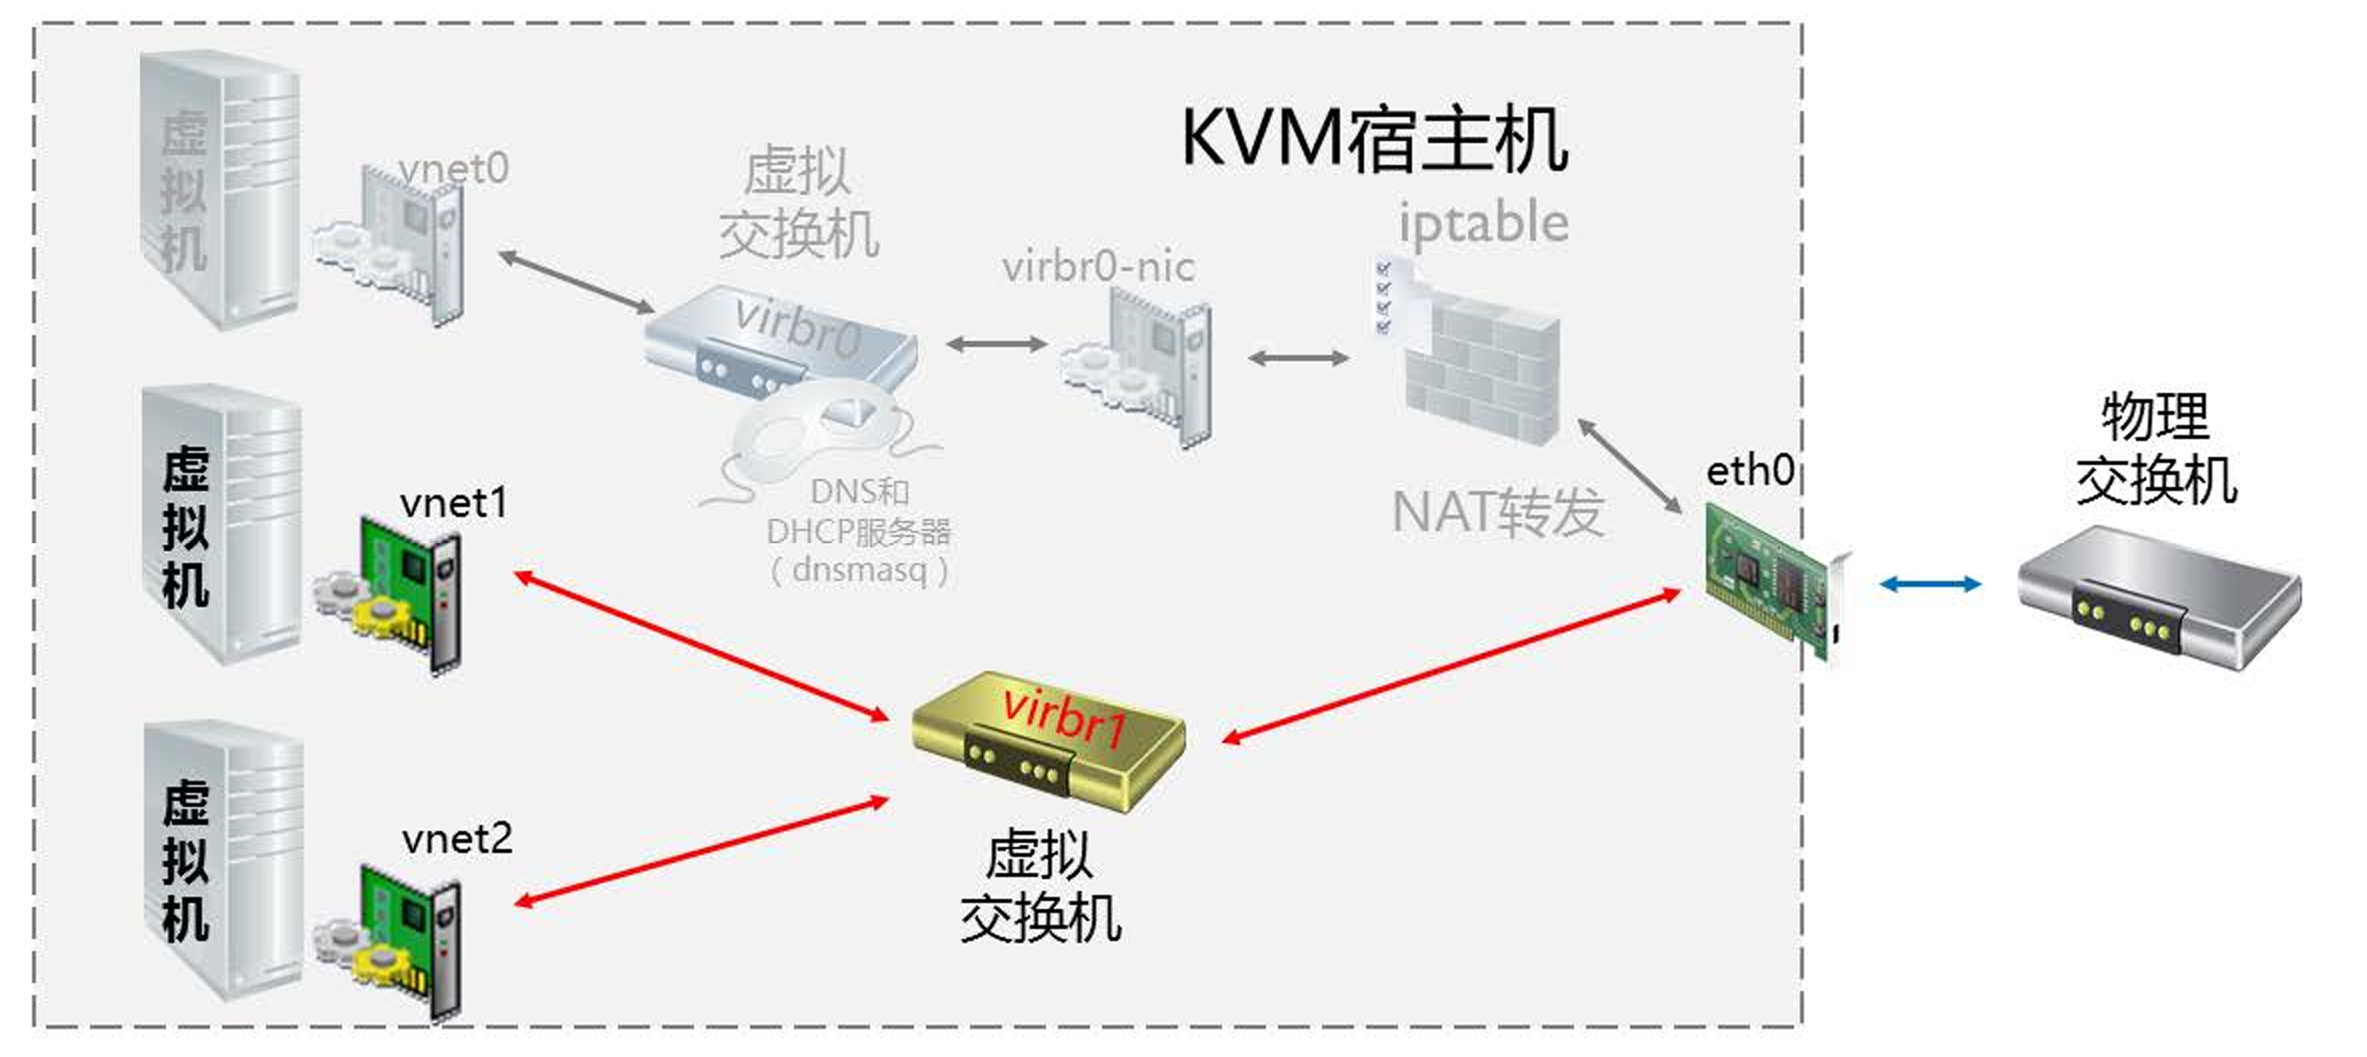 KVM宿主机
虚
拟
机
vnet0
虚拟
交换机
virbr0
virbr0-nic
iptable
DNS和
DHCP服务器
（dnsmasq）
NAT转发
eth0
物理
交换机
虚
拟
机
vnet1
virbr1
虚拟
交换机
虚
拟
机
vnet2